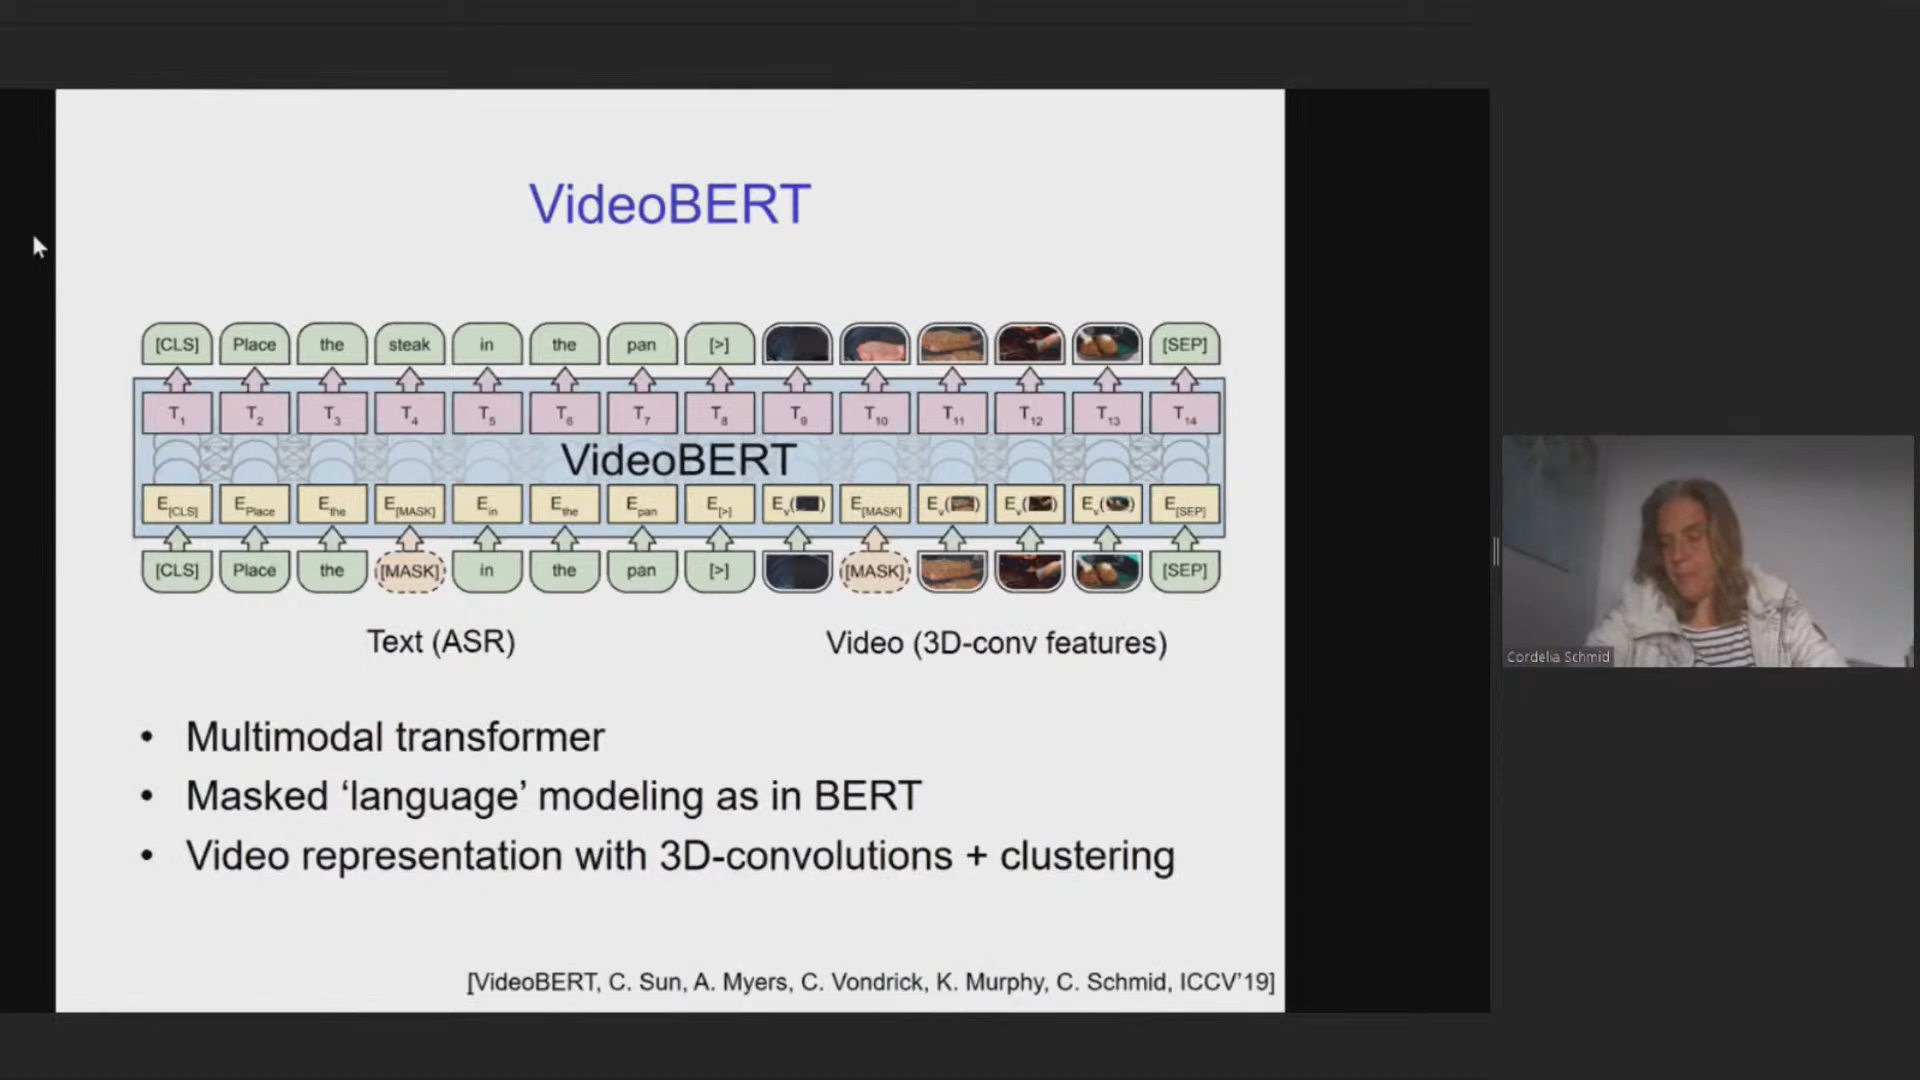 VideoBERT
[CLS] Place the steak in the pan [>] [SEP]
T1 T2 T3 T4 T5 T6 T7 T8 T9 T10 T11 T12 T13 T14
VideoBERT
E[CLS] EPlace Ethe E[MASK] Ein Ethe Epan E[>] Ev( ) E[MASK] Ev( ) Ev( ) Ev( ) E[SEP]
[CLS] Place the [MASK] in the pan [>] [MASK] [SEP]
Text (ASR) Video (3D-conv features)
• Multimodal transformer
• Masked ‘language’ modeling as in BERT
• Video representation with 3D-convolutions + clustering
[VideoBERT, C. Sun, A. Myers, C. Vondrick, K. Murphy, C. Schmid, ICCV’19]
Cordelia Schmid